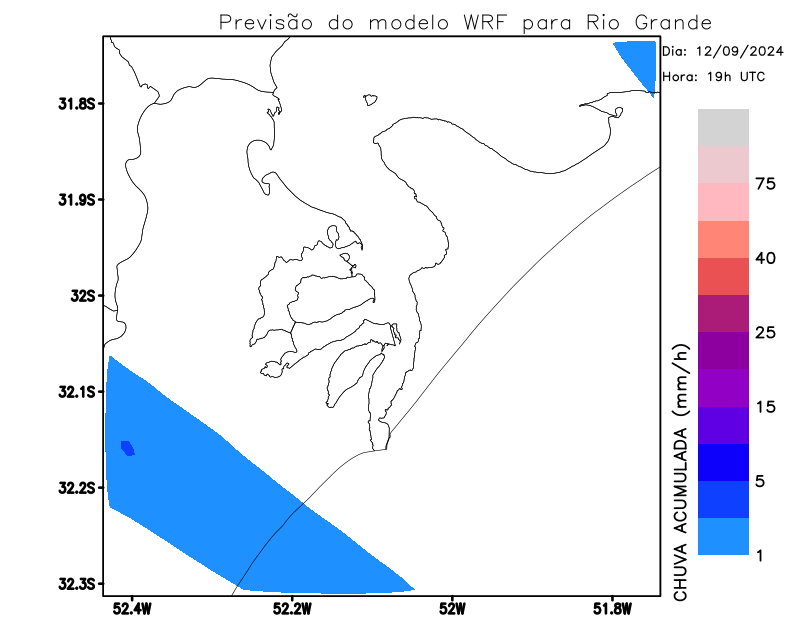 Previsão do modelo WRF para Rio Grande
Dia: 12/09/2024
Hora: 19h UTC
31.8S
31.9S
32S
32.1S
32.2S
32.3S
52.4W
52.2W
52W
51.8W
75
40
25
15
5
1
CHUVA ACUMULADA (mm/h)